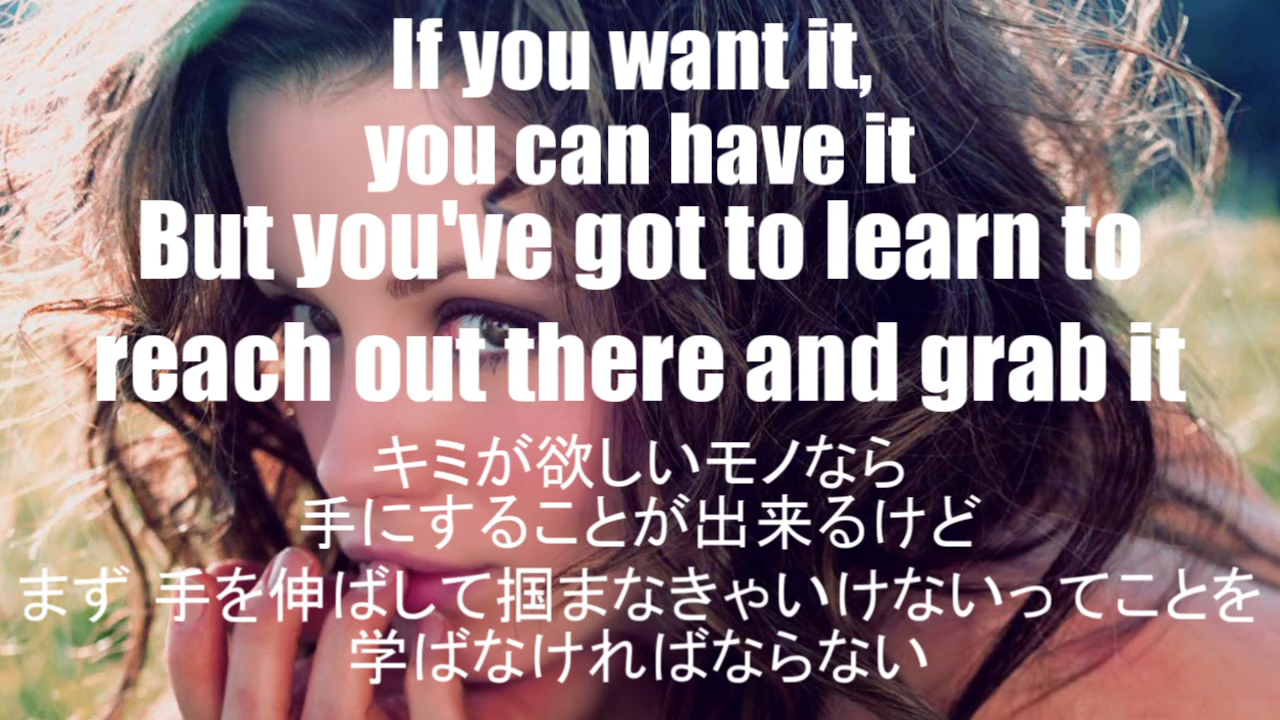 If you want it,
you can have it
But you've got to learn to
reach out there and grab it
キミが欲しいモノなら
手にすることが出来るけど
まず 手を伸ばして掴まなきゃいけないってことを
学ばなければならない